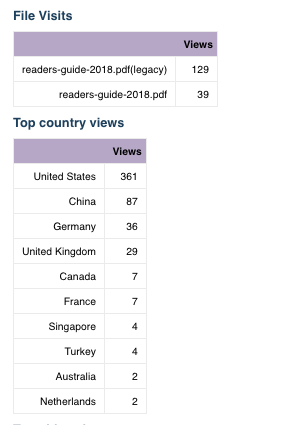 File Visits
Views
readers-guide-2018.pdf(legacy) 129
readers-guide-2018.pdf 39
Top country views
Views
United States 361
China 87
Germany 36
United Kingdom 29
Canada 7
France 7
Singapore 4
Turkey 4
Australia 2
Netherlands 2